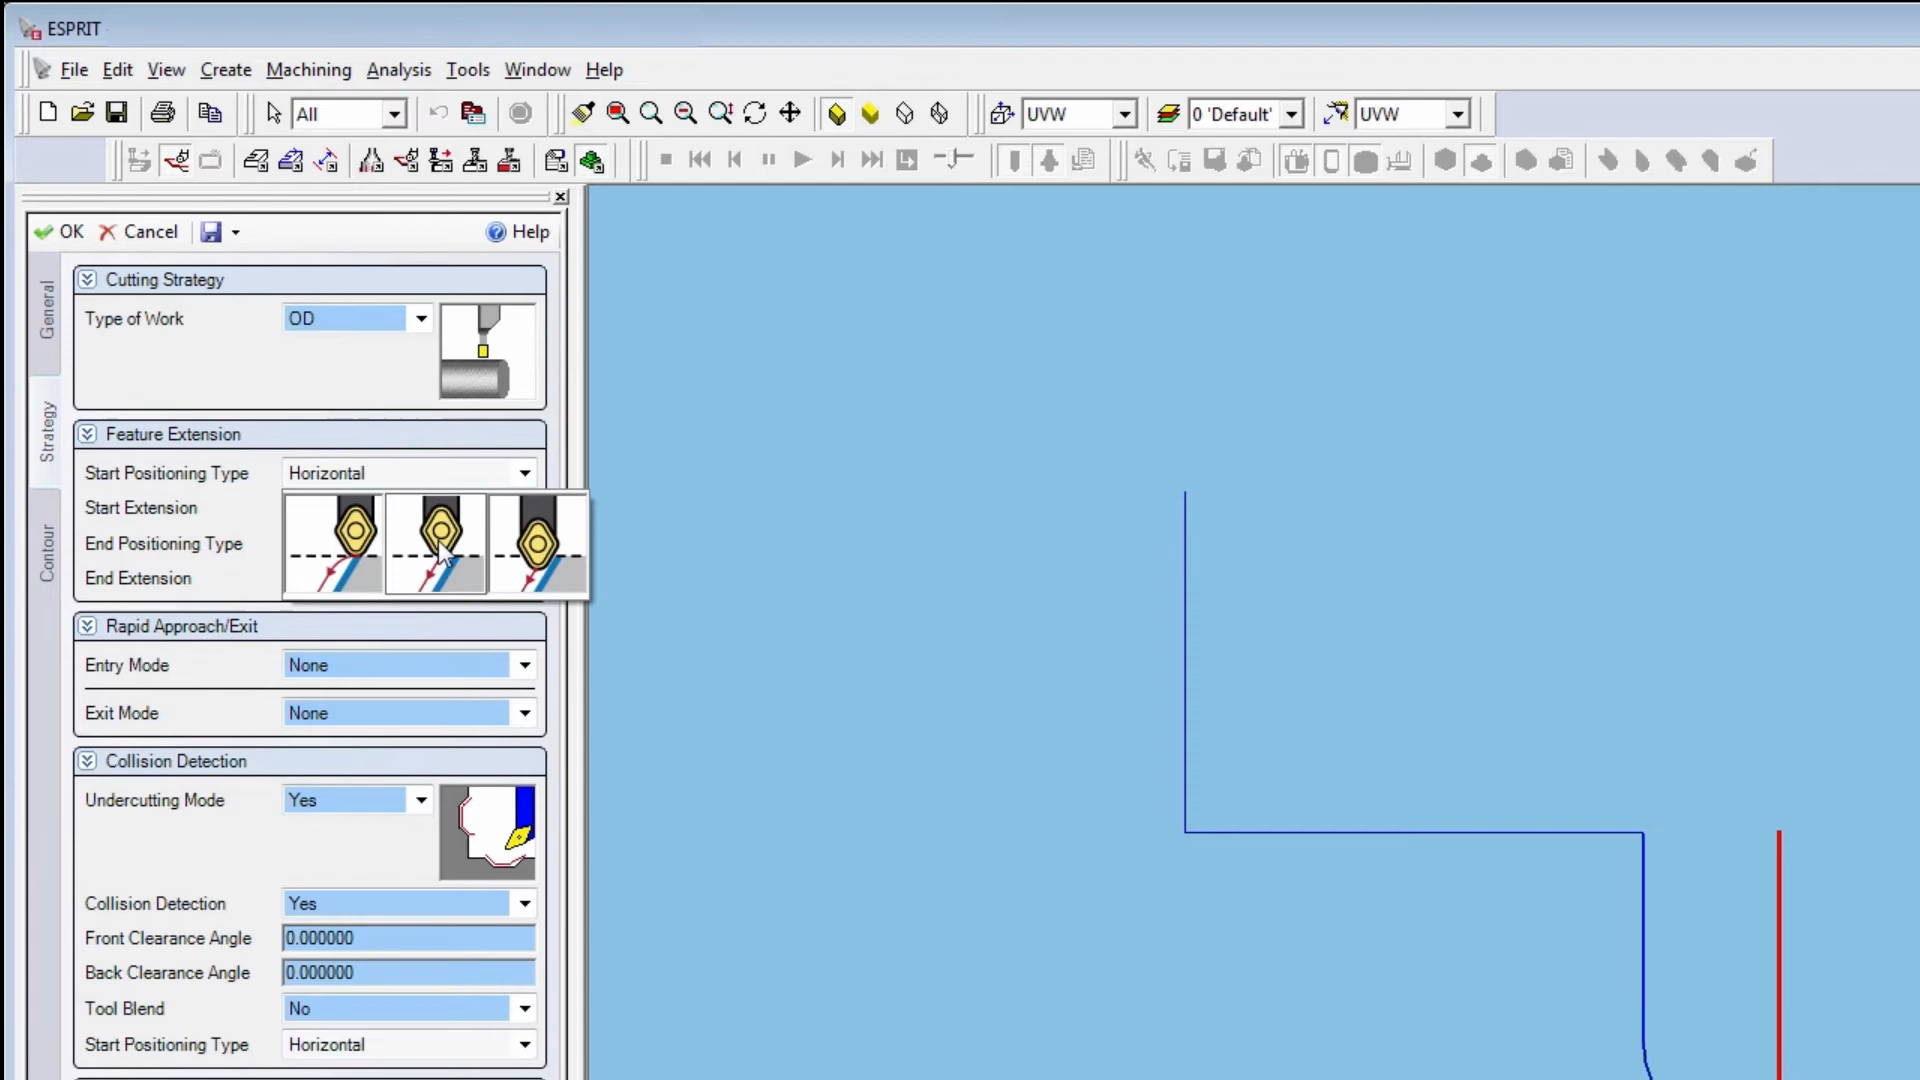 ESPRIT
File Edit View Create Machining Analysis Tools Window Help
All UVW 0 'Default' UVW
OK Cancel Help
General
Strategy
Contour
Cutting Strategy
Type of Work OD
Feature Extension
Start Positioning Type Horizontal
Start Extension
End Positioning Type
End Extension
Rapid Approach/Exit
Entry Mode None
Exit Mode None
Collision Detection
Undercutting Mode Yes
Collision Detection Yes
Front Clearance Angle 0.000000
Back Clearance Angle 0.000000
Tool Blend No
Start Positioning Type Horizontal